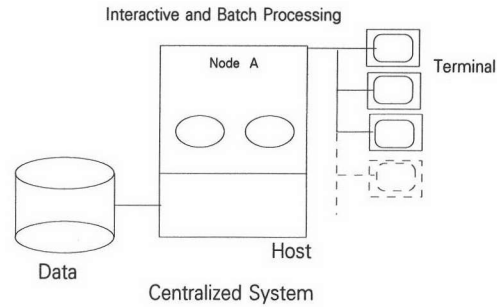 Interactive and Batch Processing
Node A
Terminal
Host
Data
Centralized System